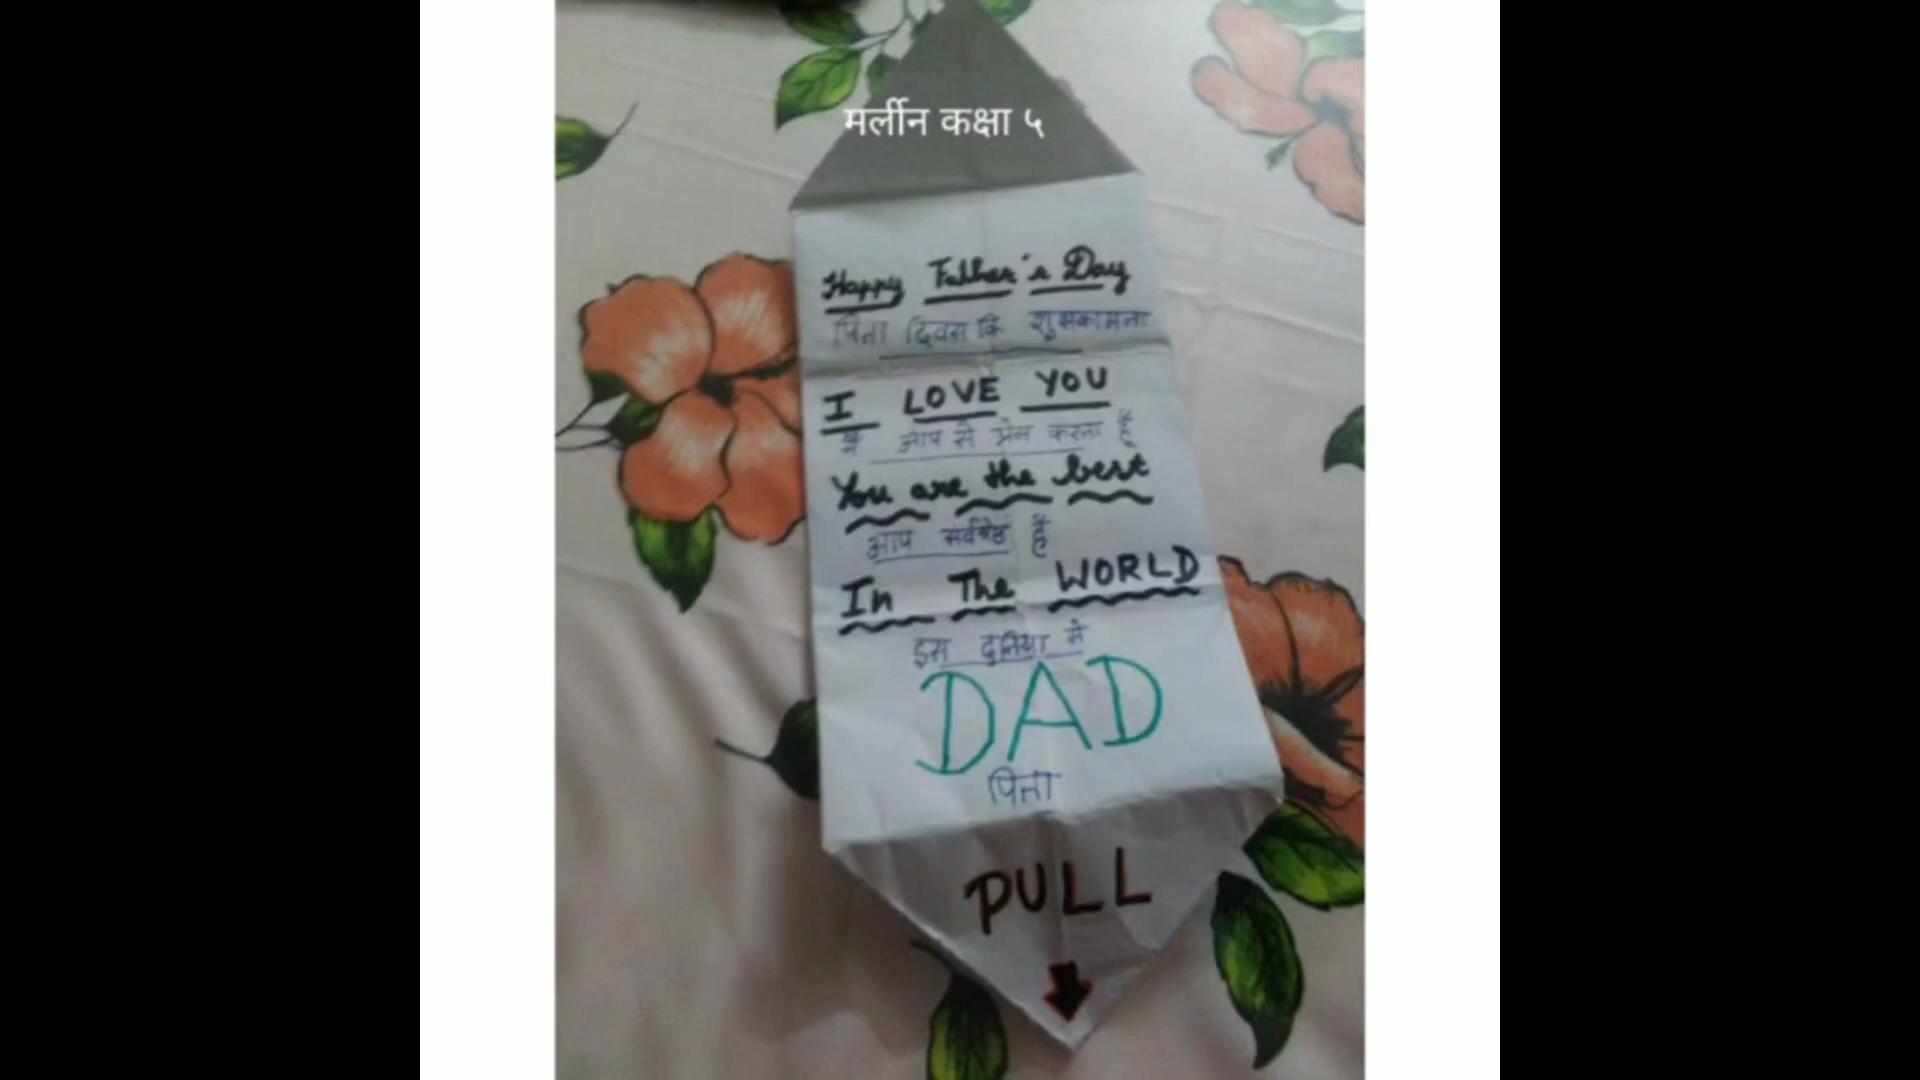 मर्लीन कक्षा ५
Happy Father's Day
पिता दिवस कि शुभकामना
I LOVE YOU
आप से प्रेम करता हूँ
You are the best
आप सर्वश्रेष्ठ हैं
In The WORLD
इस दुनिया मे
DAD
पिता
PULL